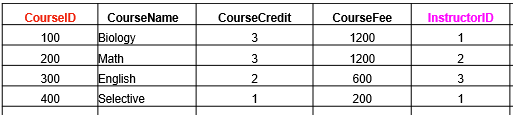 CourseID CourseName CourseCredit CourseFee InstructorID
100 Biology 3 1200 1
200 Math 3 1200 2
300 English 2 600 3
400 Selective 1 200 1